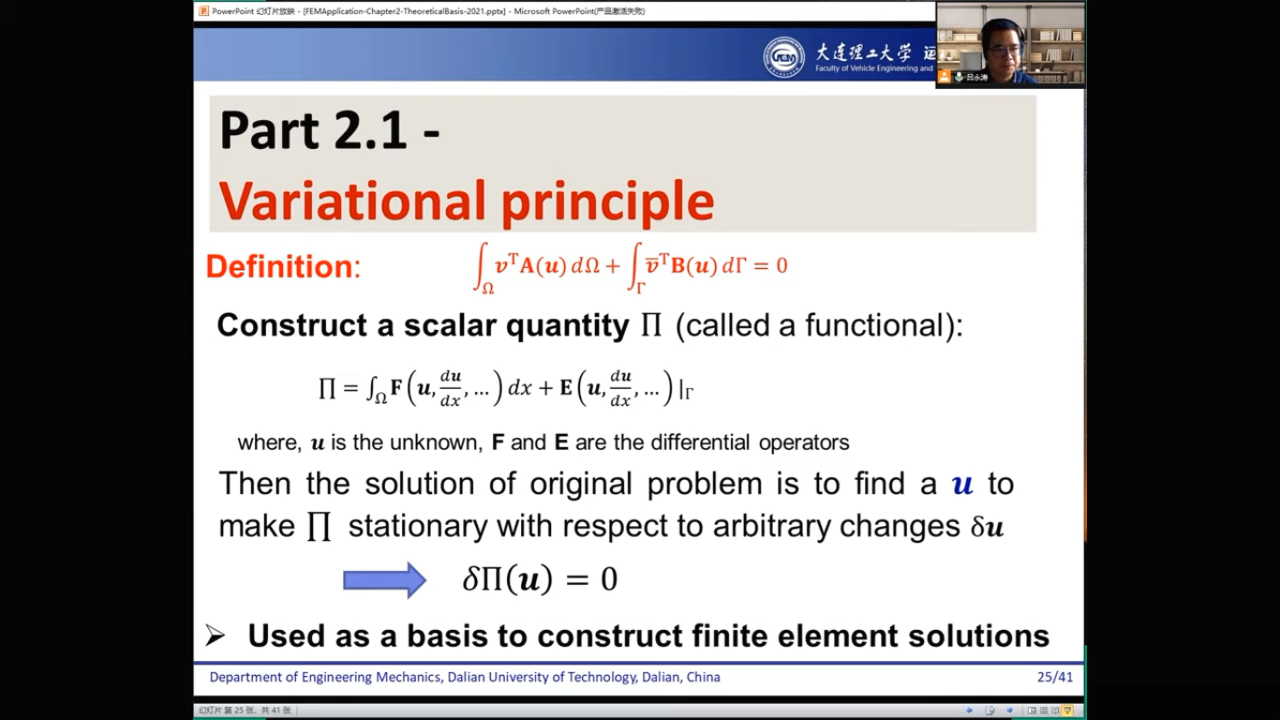 PowerPoint 幻灯片放映 - [FEMApplication-Chapter2-TheoreticalBasis-2021.pptx] - Microsoft PowerPoint(产品激活失败)
大连理工大学 运
Faculty of Vehicle Engineering and
吕永涛
Part 2.1 -
Variational principle
Definition: ∫_Ω v^T A(u) dΩ + ∫_Γ v̄^T B(u) dΓ = 0
Construct a scalar quantity Π (called a functional):
∏ = ∫_Ω F(u, du/dx, …) dx + E(u, du/dx, …)|_Γ
where, u is the unknown, F and E are the differential operators
Then the solution of original problem is to find a u to
make ∏ stationary with respect to arbitrary changes δu
δΠ(u) = 0
➢ Used as a basis to construct finite element solutions
Department of Engineering Mechanics, Dalian University of Technology, Dalian, China 25/41
幻灯片 第 25 张, 共 41 张